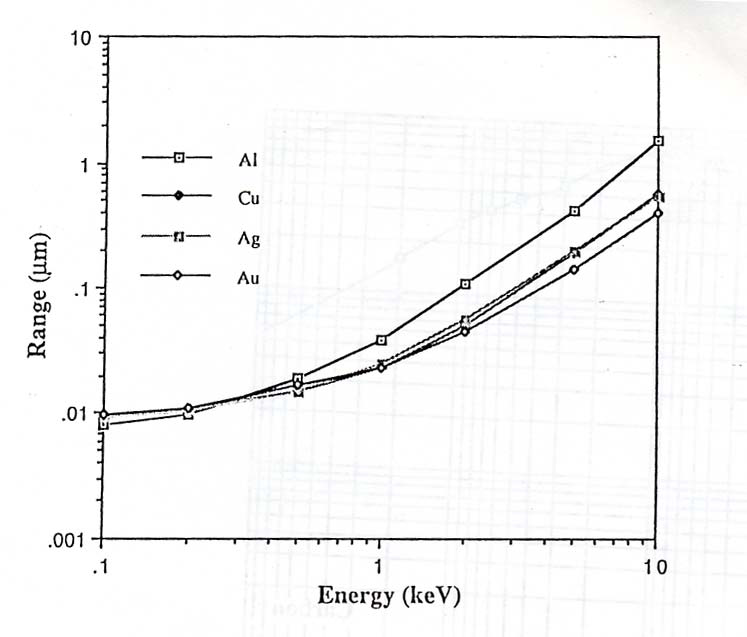 10
1
.1
.01
.001
Range (μm)
Al
Cu
Ag
Au
.1
1
10
Energy (keV)